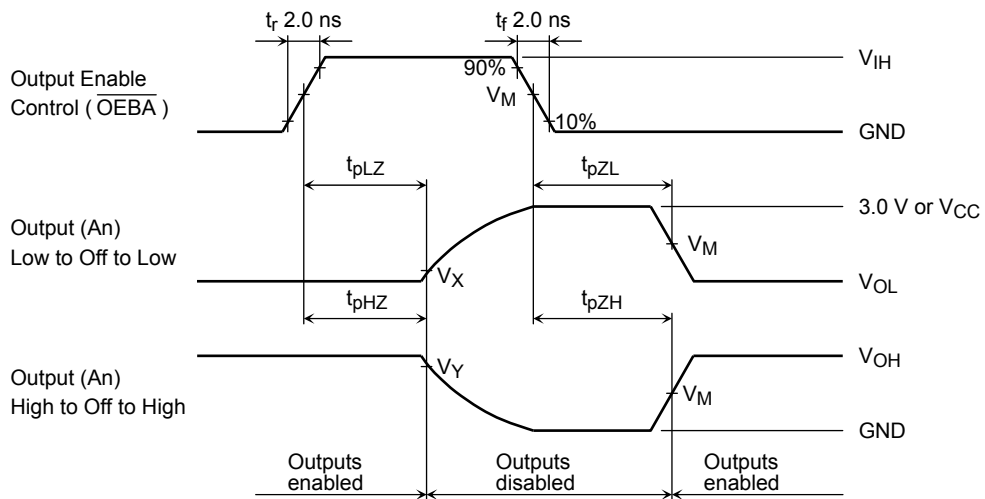 tr 2.0 ns
tf 2.0 ns
Output Enable
Control ( OEBA )
90%
VM
10%
VIH
GND
tpLZ
tpZL
Output (An)
Low to Off to Low
3.0 V or VCC
VM
VX
VOL
tpHZ
tpZH
Output (An)
High to Off to High
VY
VOH
VM
GND
Outputs
enabled
Outputs
disabled
Outputs
enabled